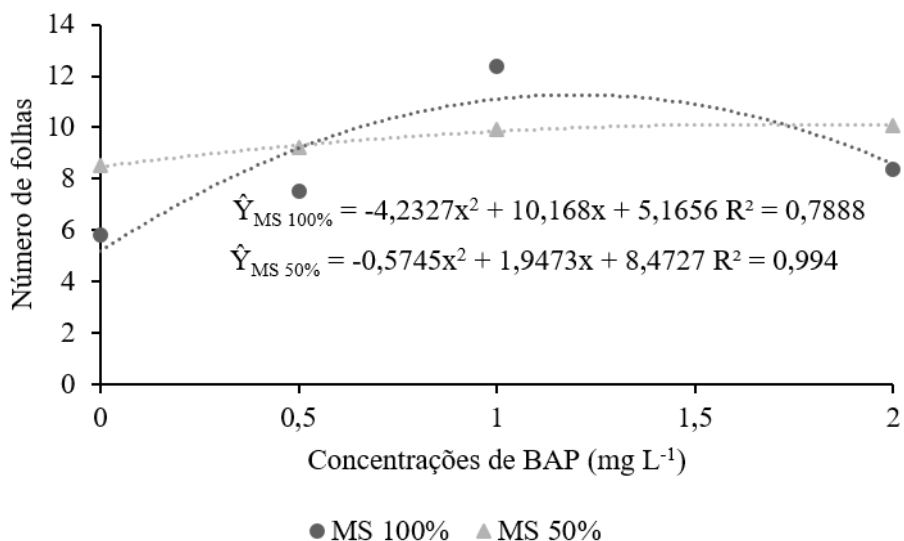 14
12
10
8
6
4
2
0
Número de folhas
Ŷ MS 100% = -4,2327x² + 10,168x + 5,1656 R² = 0,7888
Ŷ MS 50% = -0,5745x² + 1,9473x + 8,4727 R² = 0,994
0 0,5 1 1,5 2
Concentrações de BAP (mg L⁻¹)
MS 100% MS 50%